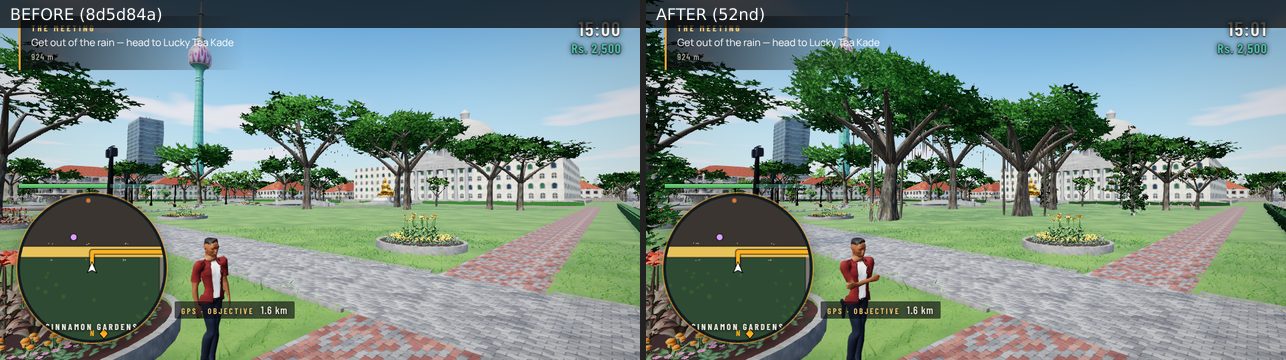 BEFORE (8d5d84a)
THE MEETING
Get out of the rain — head to Lucky Tea Kade
924 m
15:00
Rs. 2,500
GPS · OBJECTIVE 1.6 km
CINNAMON GARDENS
N
AFTER (52nd)
THE MEETING
Get out of the rain — head to Lucky Tea Kade
924 m
15:01
Rs. 2,500
GPS · OBJECTIVE 1.6 km
CINNAMON GARDENS
N